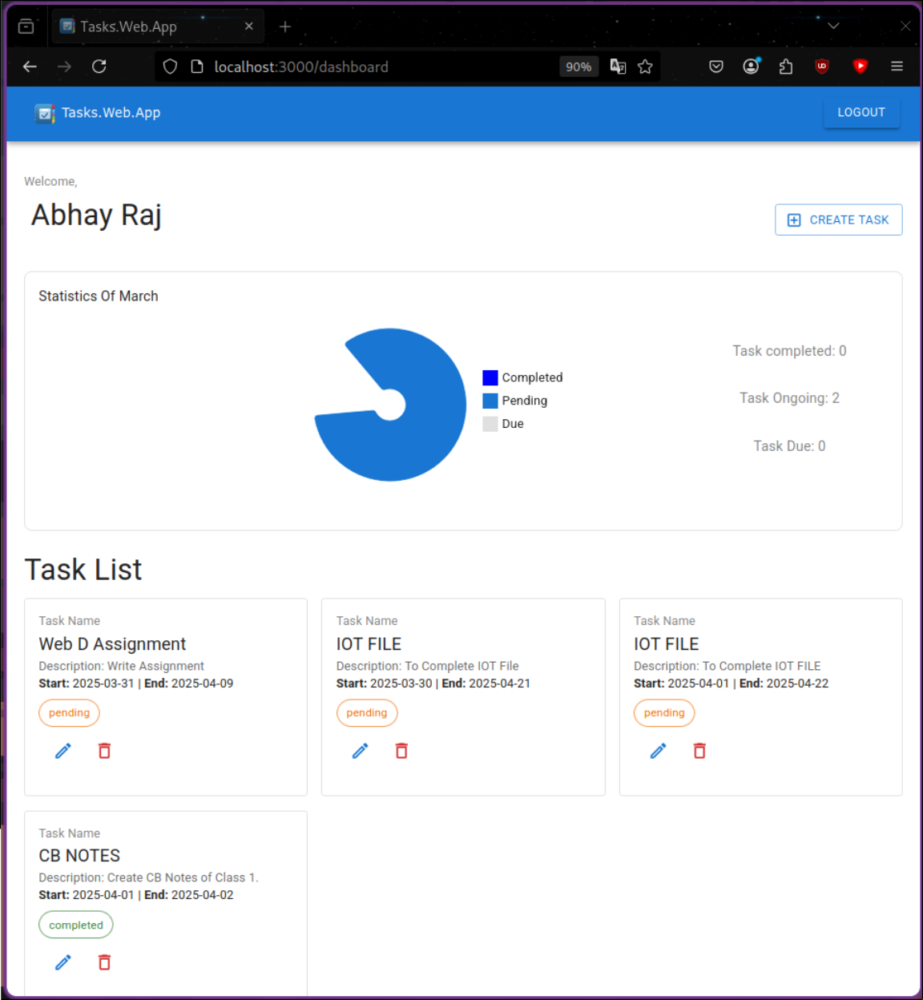 Tasks.Web.App
localhost:3000/dashboard 90%
Tasks.Web.App LOGOUT
Welcome,
Abhay Raj
CREATE TASK
Statistics Of March
Completed
Pending
Due
Task completed: 0
Task Ongoing: 2
Task Due: 0
Task List
Task Name
Web D Assignment
Description: Write Assignment
Start: 2025-03-31 | End: 2025-04-09
pending
Task Name
IOT FILE
Description: To Complete IOT File
Start: 2025-03-30 | End: 2025-04-21
pending
Task Name
IOT FILE
Description: To Complete IOT FILE
Start: 2025-04-01 | End: 2025-04-22
pending
Task Name
CB NOTES
Description: Create CB Notes of Class 1.
Start: 2025-04-01 | End: 2025-04-02
completed